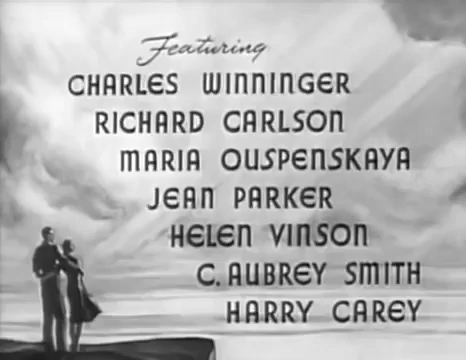 Featuring
CHARLES WINNINGER
RICHARD CARLSON
MARIA OUSPENSKAYA
JEAN PARKER
HELEN VINSON
C. AUBREY SMITH
HARRY CAREY